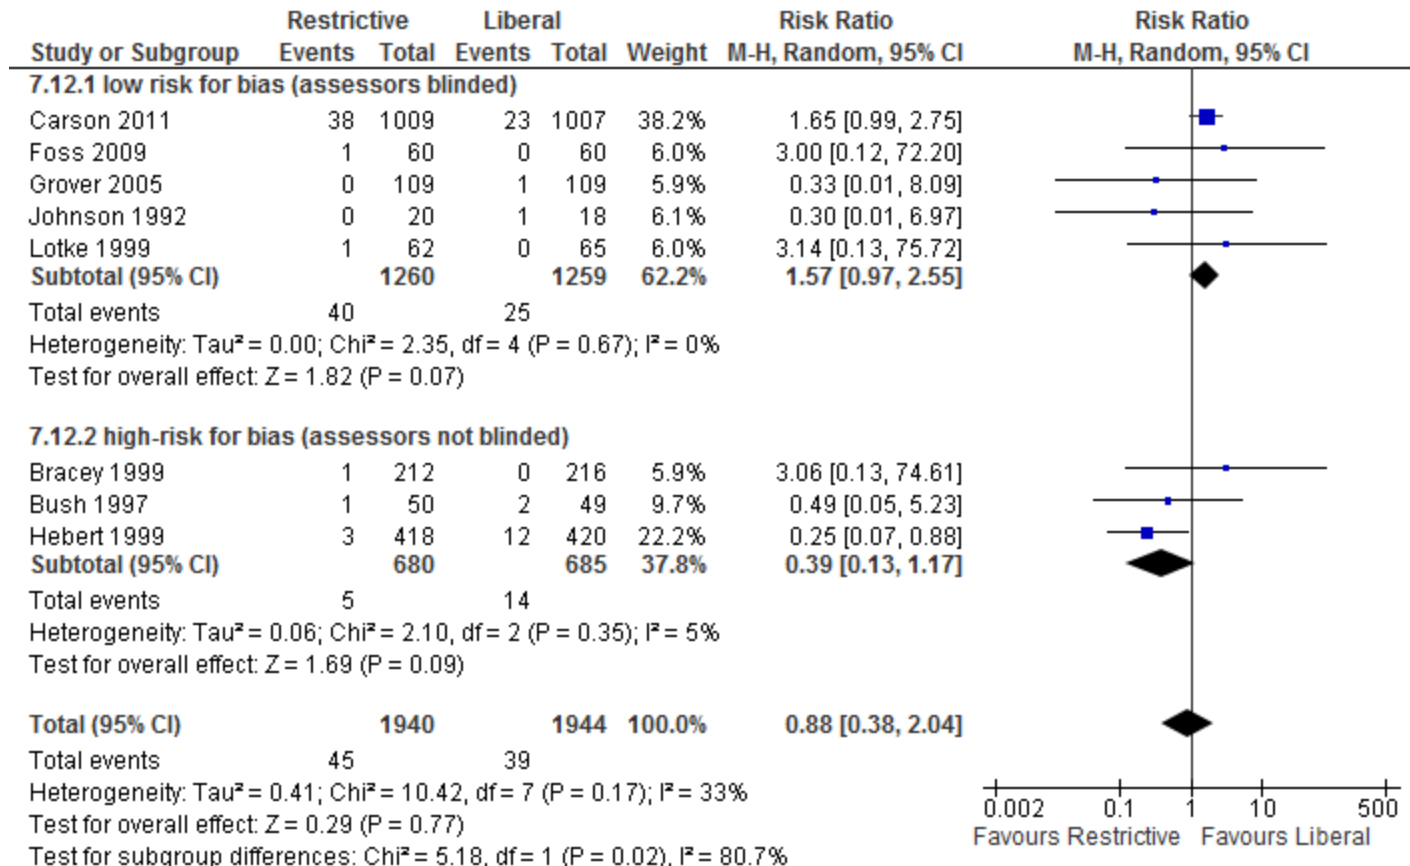 Restrictive Liberal Risk Ratio Risk Ratio
Study or Subgroup Events Total Events Total Weight M-H, Random, 95% CI M-H, Random, 95% CI
7.12.1 low risk for bias (assessors blinded)
Carson 2011 38 1009 23 1007 38.2% 1.65 [0.99, 2.75]
Foss 2009 1 60 0 60 6.0% 3.00 [0.12, 72.20]
Grover 2005 0 109 1 109 5.9% 0.33 [0.01, 8.09]
Johnson 1992 0 20 1 18 6.1% 0.30 [0.01, 6.97]
Lotke 1999 1 62 0 65 6.0% 3.14 [0.13, 75.72]
Subtotal (95% CI) 1260 1259 62.2% 1.57 [0.97, 2.55]
Total events 40 25
Heterogeneity: Tau² = 0.00; Chi² = 2.35, df = 4 (P = 0.67); I² = 0%
Test for overall effect: Z = 1.82 (P = 0.07)
7.12.2 high-risk for bias (assessors not blinded)
Bracey 1999 1 212 0 216 5.9% 3.06 [0.13, 74.61]
Bush 1997 1 50 2 49 9.7% 0.49 [0.05, 5.23]
Hebert 1999 3 418 12 420 22.2% 0.25 [0.07, 0.88]
Subtotal (95% CI) 680 685 37.8% 0.39 [0.13, 1.17]
Total events 5 14
Heterogeneity: Tau² = 0.06; Chi² = 2.10, df = 2 (P = 0.35); I² = 5%
Test for overall effect: Z = 1.69 (P = 0.09)
Total (95% CI) 1940 1944 100.0% 0.88 [0.38, 2.04]
Total events 45 39
Heterogeneity: Tau² = 0.41; Chi² = 10.42, df = 7 (P = 0.17); I² = 33%
Test for overall effect: Z = 0.29 (P = 0.77)
Test for subgroup differences: Chi² = 5.18, df = 1 (P = 0.02), I² = 80.7%
0.002 0.1 1 10 500
Favours Restrictive Favours Liberal